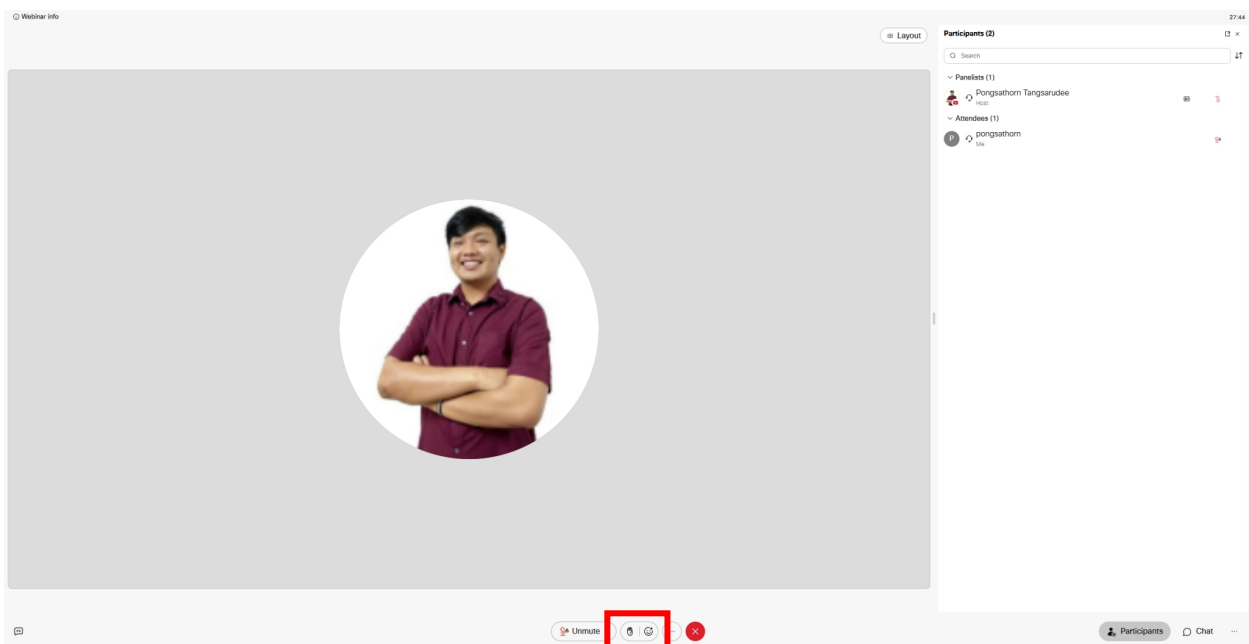 Webinar info
27:44
Layout
Participants (2)
Search
Panelists (1)
Pongsathorn Tangsarudee
Host
Attendees (1)
P
pongsathorn
Me
Unmute
Participants
Chat